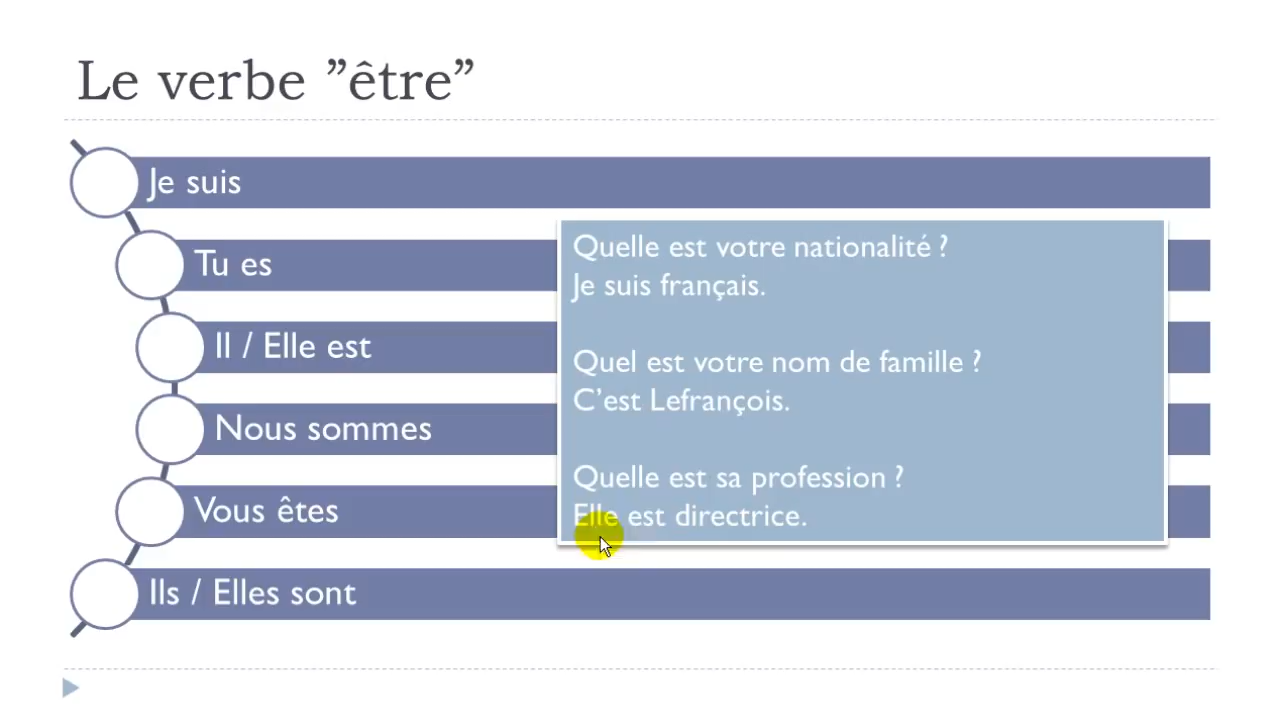 Le verbe ”être”
Je suis
Tu es
Il / Elle est
Nous sommes
Vous êtes
Ils / Elles sont
Quelle est votre nationalité ?
Je suis français.
Quel est votre nom de famille ?
C’est Lefrançois.
Quelle est sa profession ?
Elle est directrice.